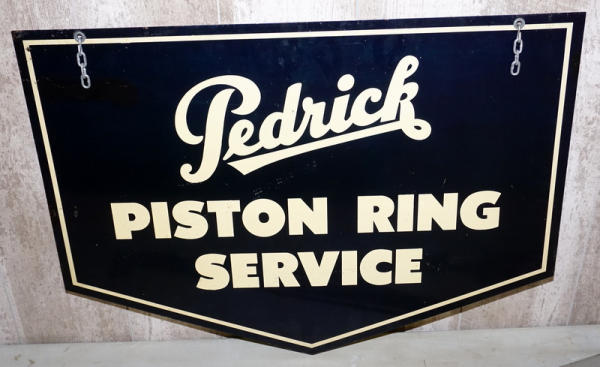 Pedrick
PISTON RING
SERVICE